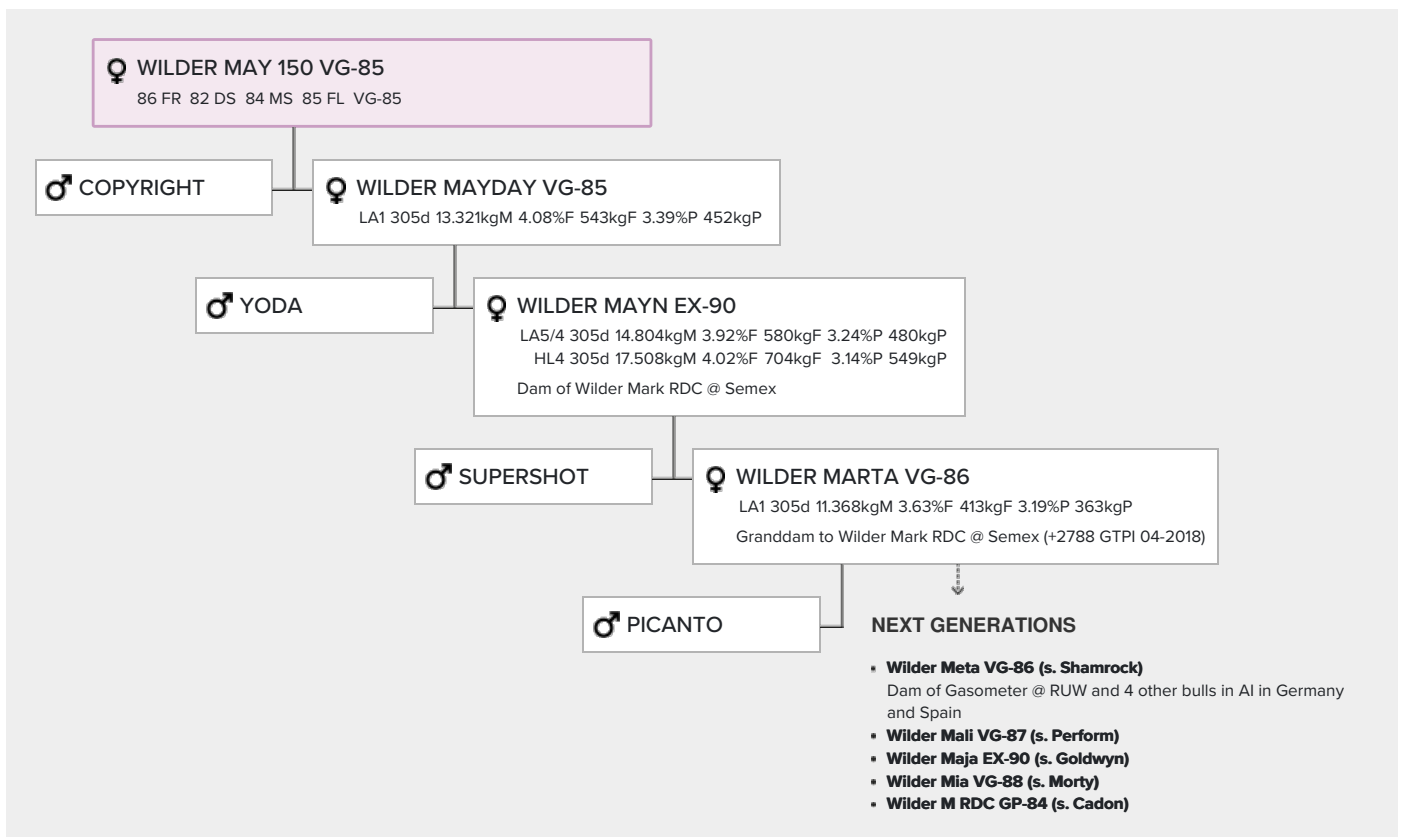 WILDER MAY 150 VG-85
86 FR 82 DS 84 MS 85 FL VG-85
COPYRIGHT
WILDER MAYDAY VG-85
LA1 305d 13.321kgM 4.08%F 543kgF 3.39%P 452kgP
YODA
WILDER MAYN EX-90
LA5/4 305d 14.804kgM 3.92%F 580kgF 3.24%P 480kgP
HL4 305d 17.508kgM 4.02%F 704kgF 3.14%P 549kgP
Dam of Wilder Mark RDC @ Semex
SUPERSHOT
WILDER MARTA VG-86
LA1 305d 11.368kgM 3.63%F 413kgF 3.19%P 363kgP
Granddam to Wilder Mark RDC @ Semex (+2788 GTPI 04-2018)
PICANTO
NEXT GENERATIONS
▪ Wilder Meta VG-86 (s. Shamrock)
Dam of Gasometer @ RUW and 4 other bulls in AI in Germany
and Spain
▪ Wilder Mali VG-87 (s. Perform)
▪ Wilder Maja EX-90 (s. Goldwyn)
▪ Wilder Mia VG-88 (s. Morty)
▪ Wilder M RDC GP-84 (s. Cadon)